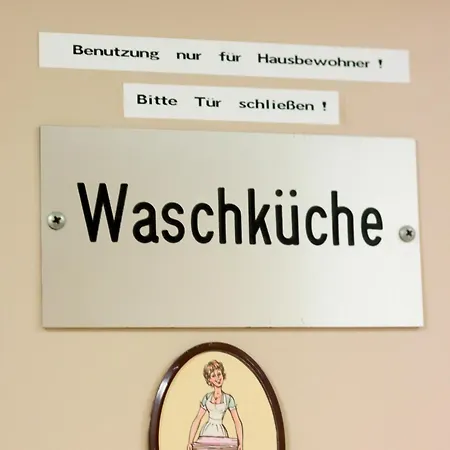 Benutzung nur für Hausbewohner!
Bitte Tür schließen!
Waschküche